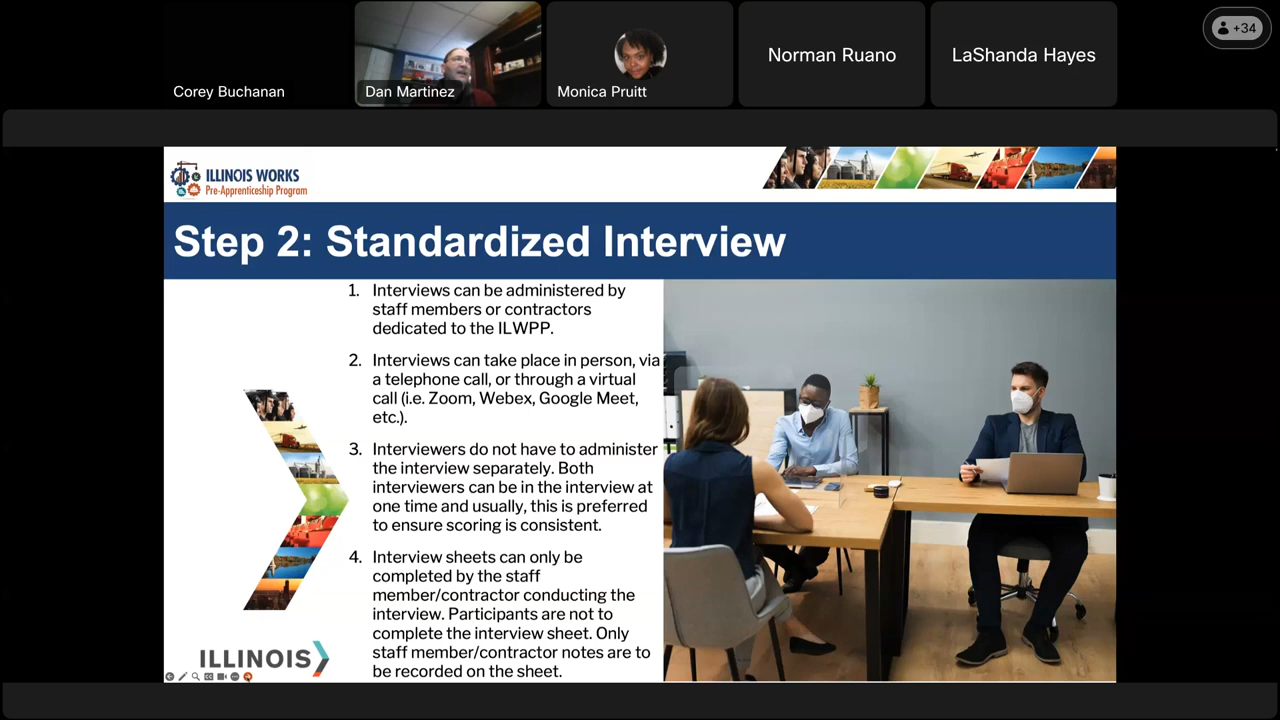 +34
Corey Buchanan
Dan Martinez
Monica Pruitt
Norman Ruano
LaShanda Hayes
ILLINOIS WORKS
Pre-Apprenticeship Program
Step 2: Standardized Interview
1. Interviews can be administered by
staff members or contractors
dedicated to the ILWPP.
2. Interviews can take place in person, via
a telephone call, or through a virtual
call (i.e. Zoom, Webex, Google Meet,
etc.).
3. Interviewers do not have to administer
the interview separately. Both
interviewers can be in the interview at
one time and usually, this is preferred
to ensure scoring is consistent.
4. Interview sheets can only be
completed by the staff
member/contractor conducting the
interview. Participants are not to
complete the interview sheet. Only
staff member/contractor notes are to
be recorded on the sheet.
ILLINOIS